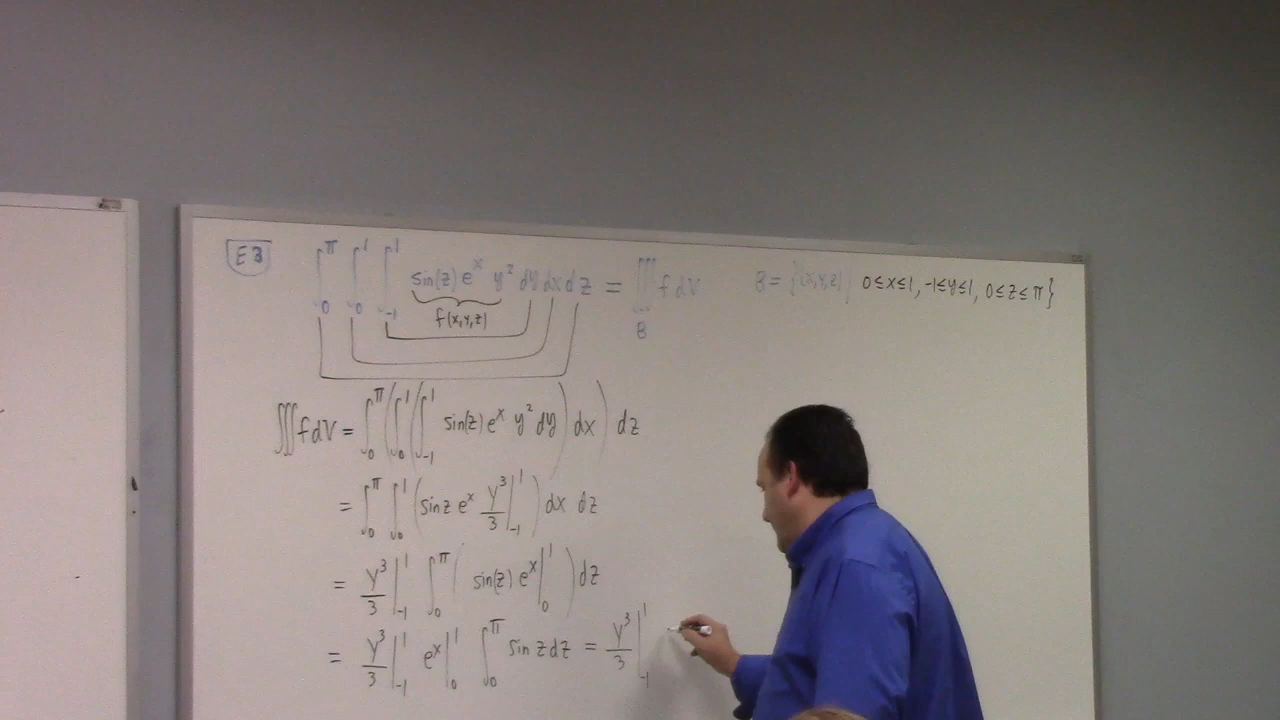 E3 ∫₀^π ∫₀^1 ∫₋₁^1 sin(z) e^x y² dy dx dz = ∭_B f dV B = {(x,y,z) | 0≤x≤1, -1≤y≤1, 0≤z≤π}
f(x,y,z)
∭ f dV = ∫₀^π (∫₀^1 (∫₋₁^1 sin(z) e^x y² dy) dx) dz
= ∫₀^π ∫₀^1 (sin z e^x y³/3 |₋₁^1) dx dz
= y³/3 |₋₁^1 ∫₀^π (sin(z) e^x |₀^1) dz
= y³/3 |₋₁^1 e^x |₀^1 ∫₀^π sin z dz = y³/3 |₋₁^1